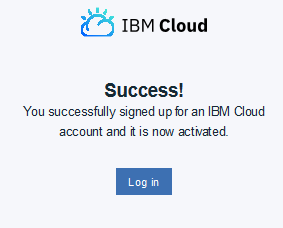 IBM Cloud
Success!
You successfully signed up for an IBM Cloud
account and it is now activated.
Log in